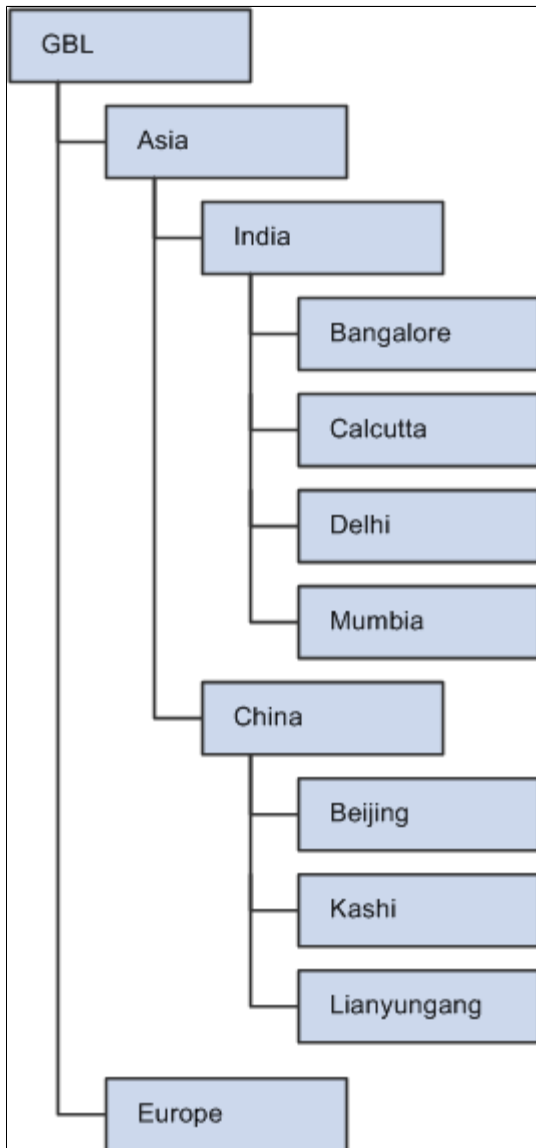 GBL
Asia
India
Bangalore
Calcutta
Delhi
Mumbia
China
Beijing
Kashi
Lianyungang
Europe